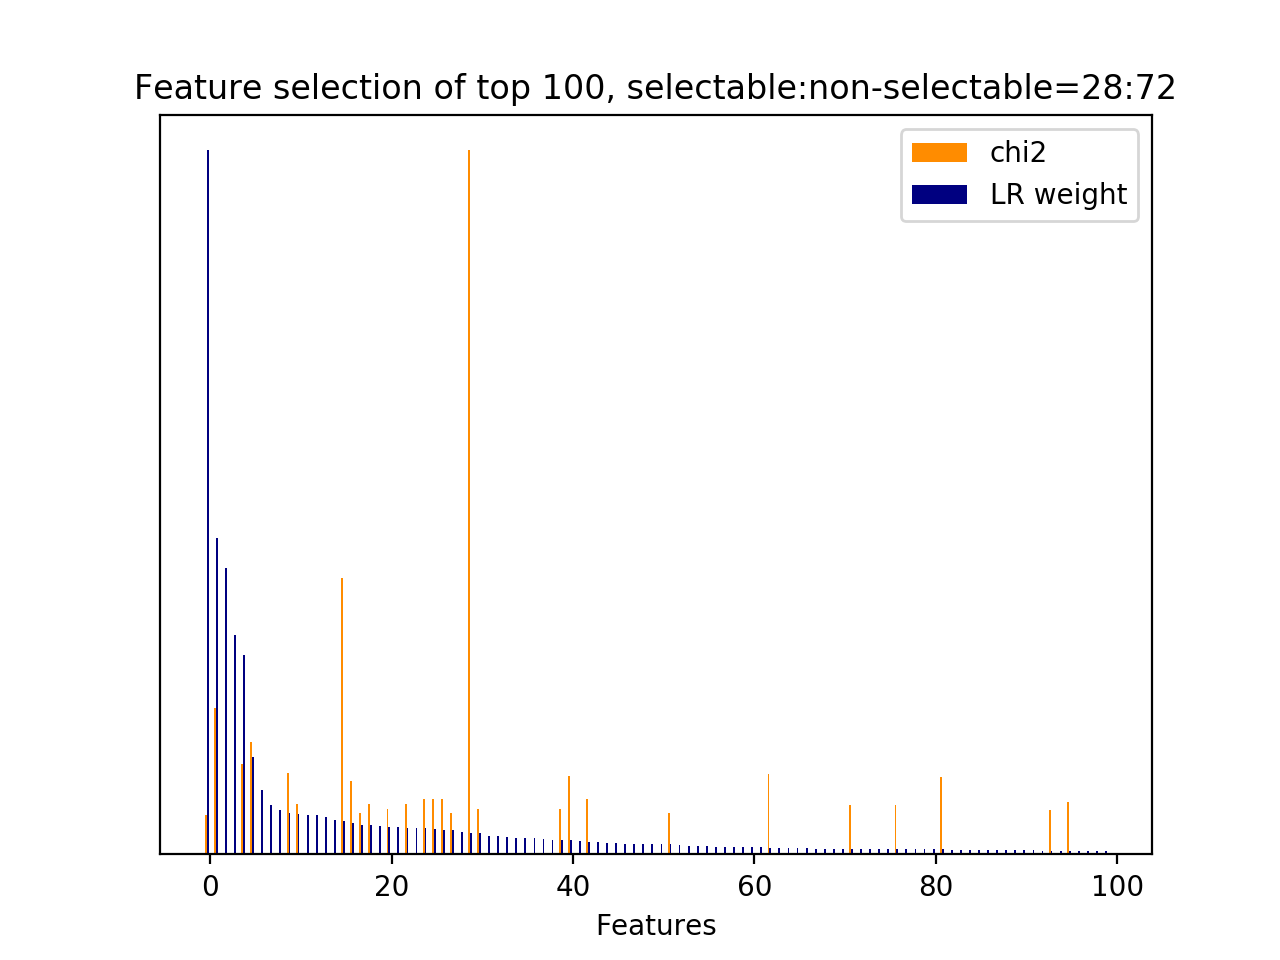 Feature selection of top 100, selectable:non-selectable=28:72
chi2
LR weight
0 20 40 60 80 100
Features